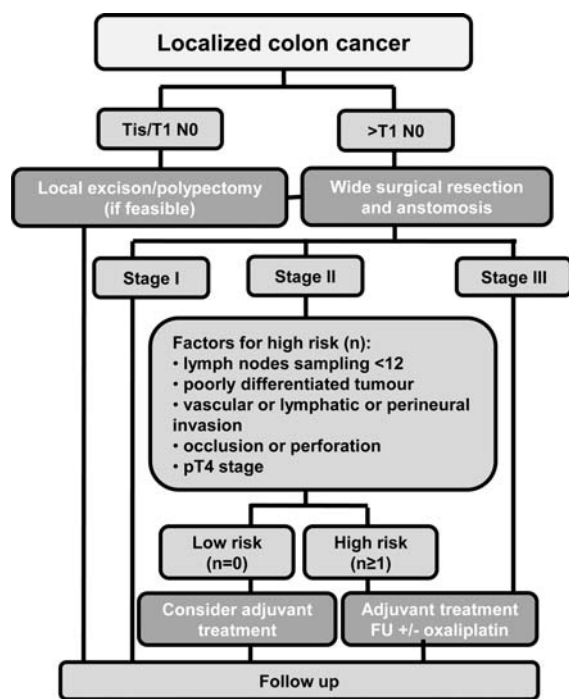 Localized colon cancer
Tis/T1 N0
>T1 N0
Local excison/polypectomy
(if feasible)
Wide surgical resection
and anstomosis
Stage I
Stage II
Stage III
Factors for high risk (n):
• lymph nodes sampling <12
• poorly differentiated tumour
• vascular or lymphatic or perineural
invasion
• occlusion or perforation
• pT4 stage
Low risk
(n=0)
High risk
(n≥1)
Consider adjuvant
treatment
Adjuvant treatment
FU +/- oxaliplatin
Follow up